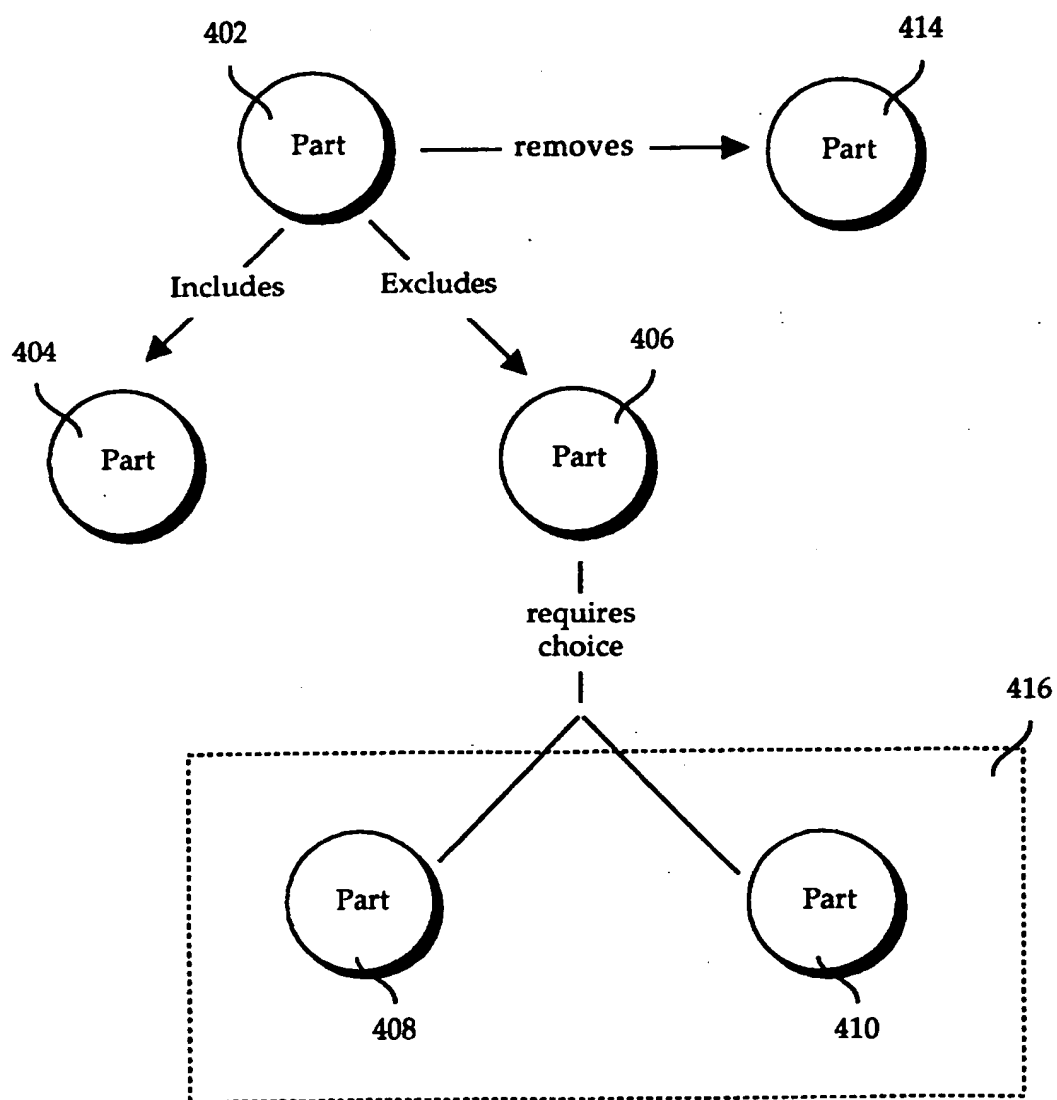 402
414
Part
removes
Part
Includes
Excludes
404
406
Part
Part
requires
choice
416
Part
Part
408
410